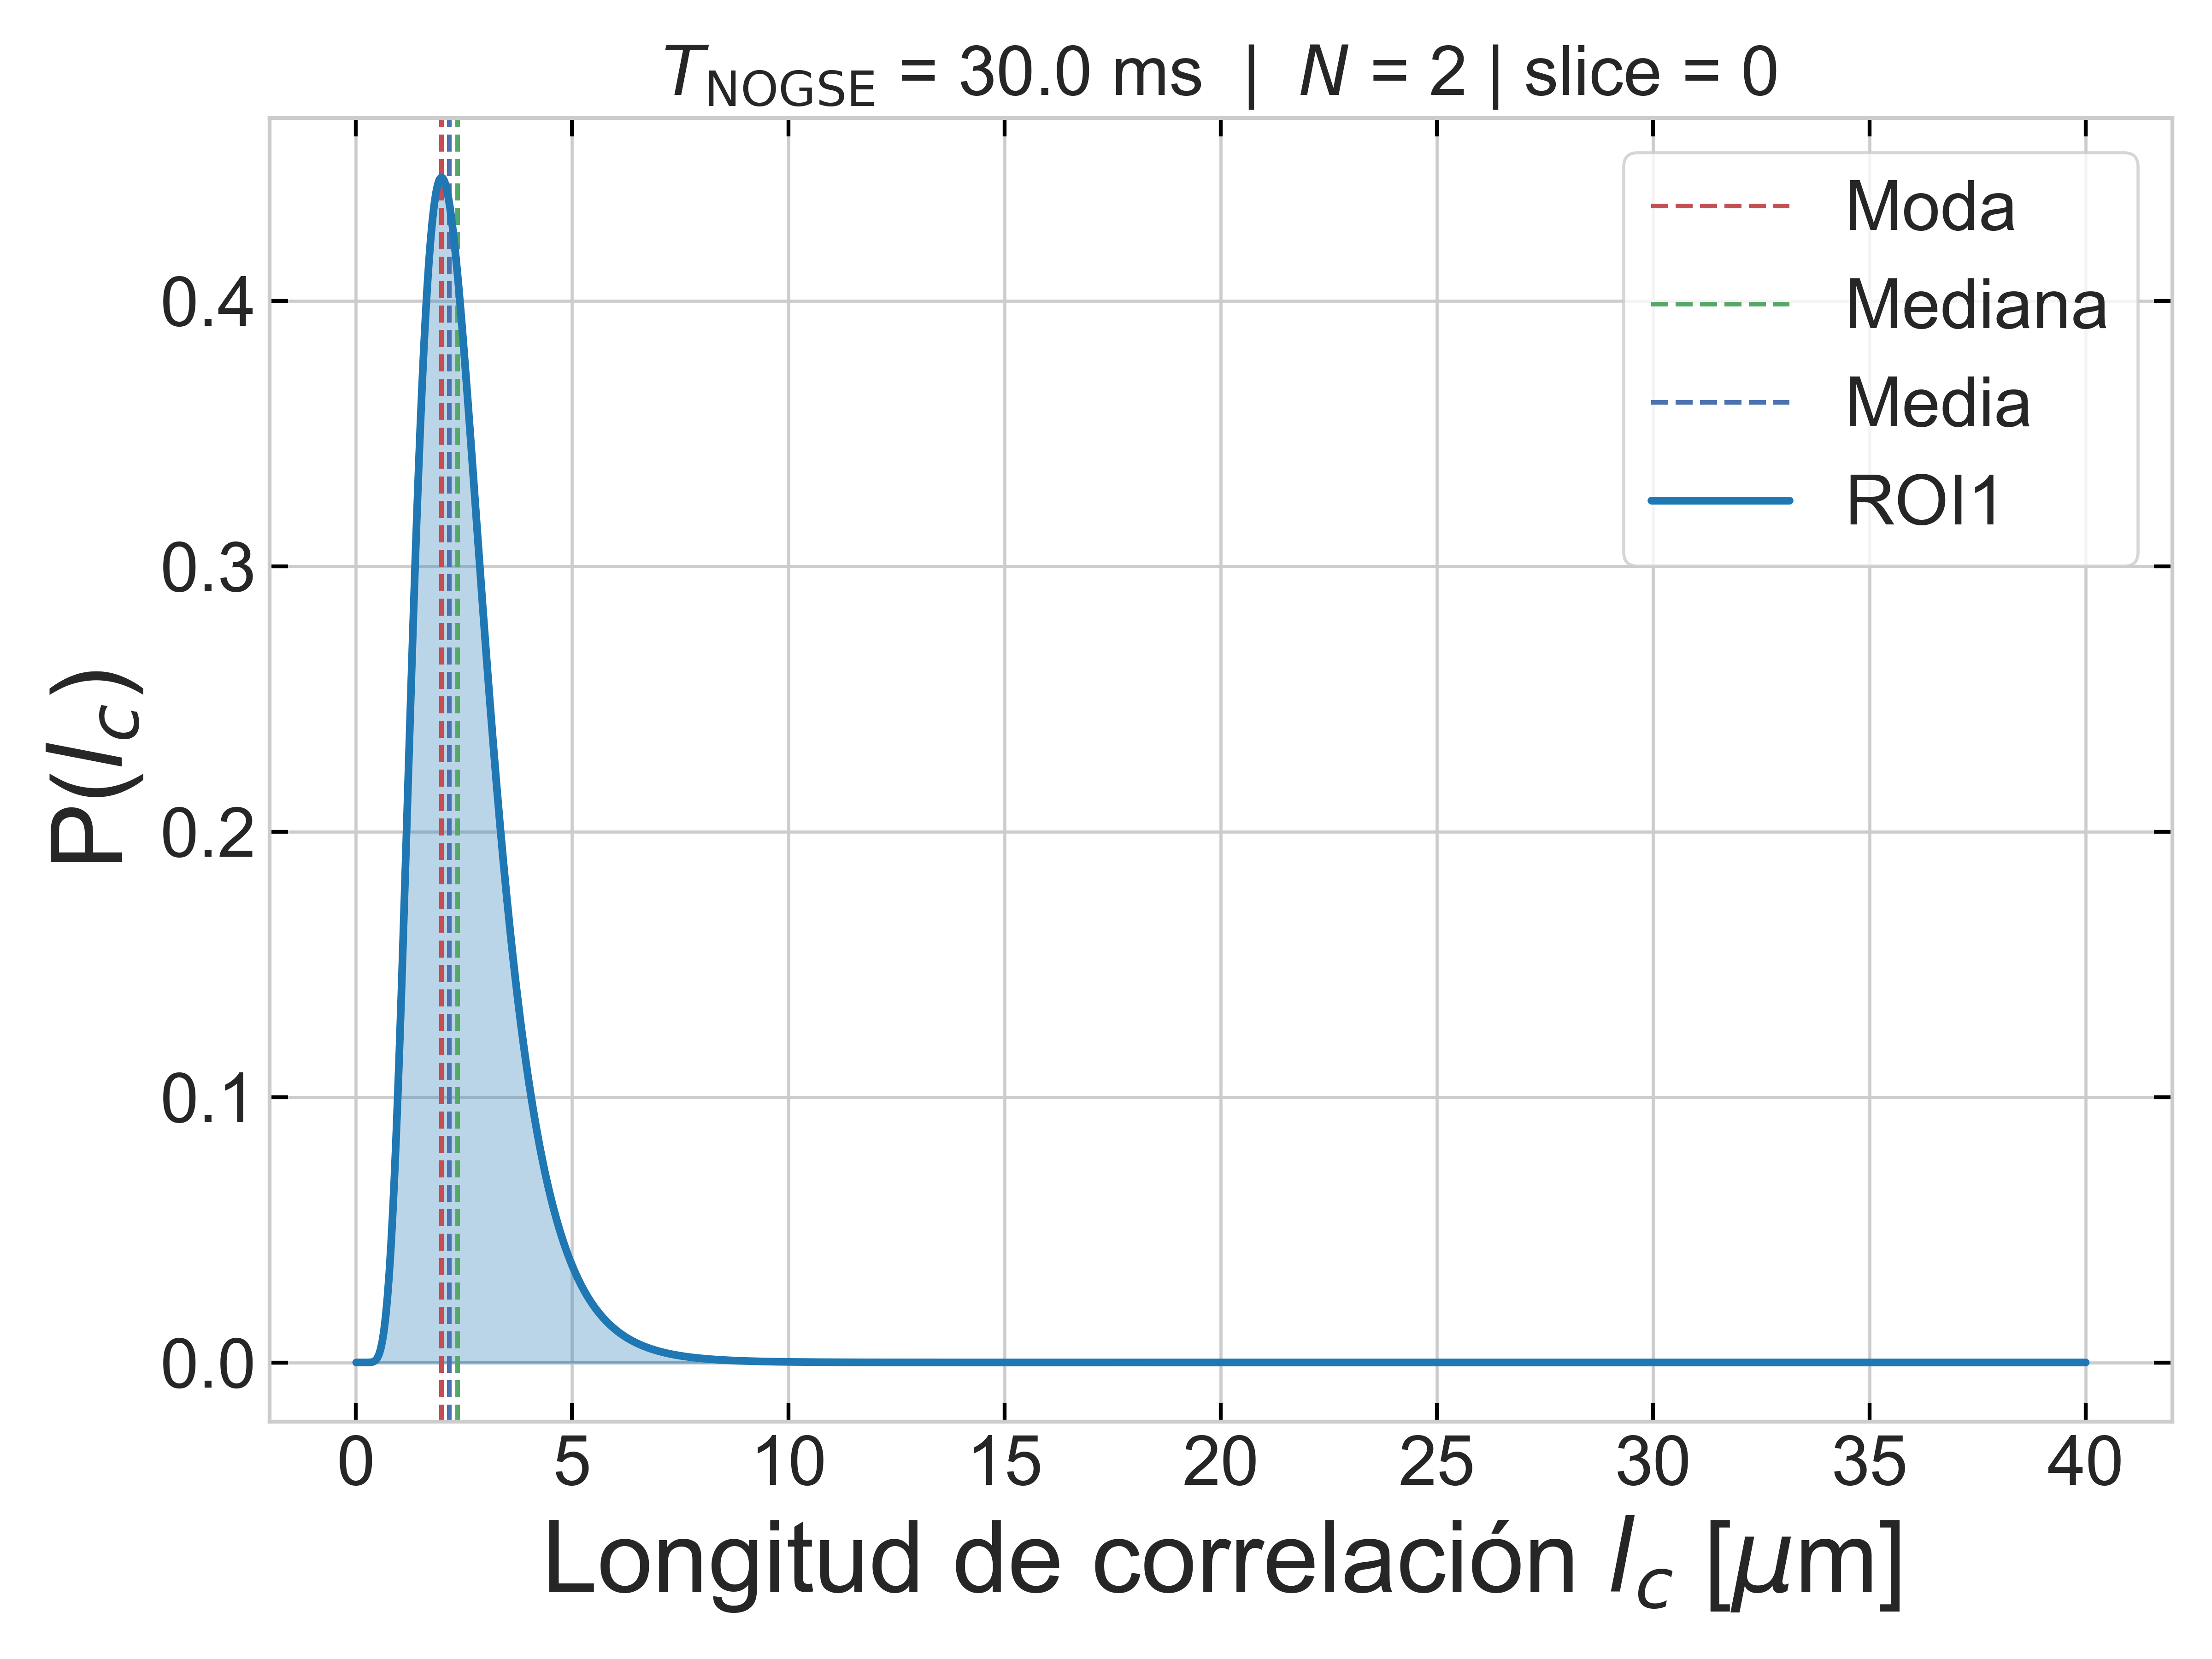 T_NOGSE = 30.0 ms | N = 2 | slice = 0
Moda
Mediana
Media
ROI1
P(l_c)
0.4
0.3
0.2
0.1
0.0
0 5 10 15 20 25 30 35 40
Longitud de correlación l_c [μm]